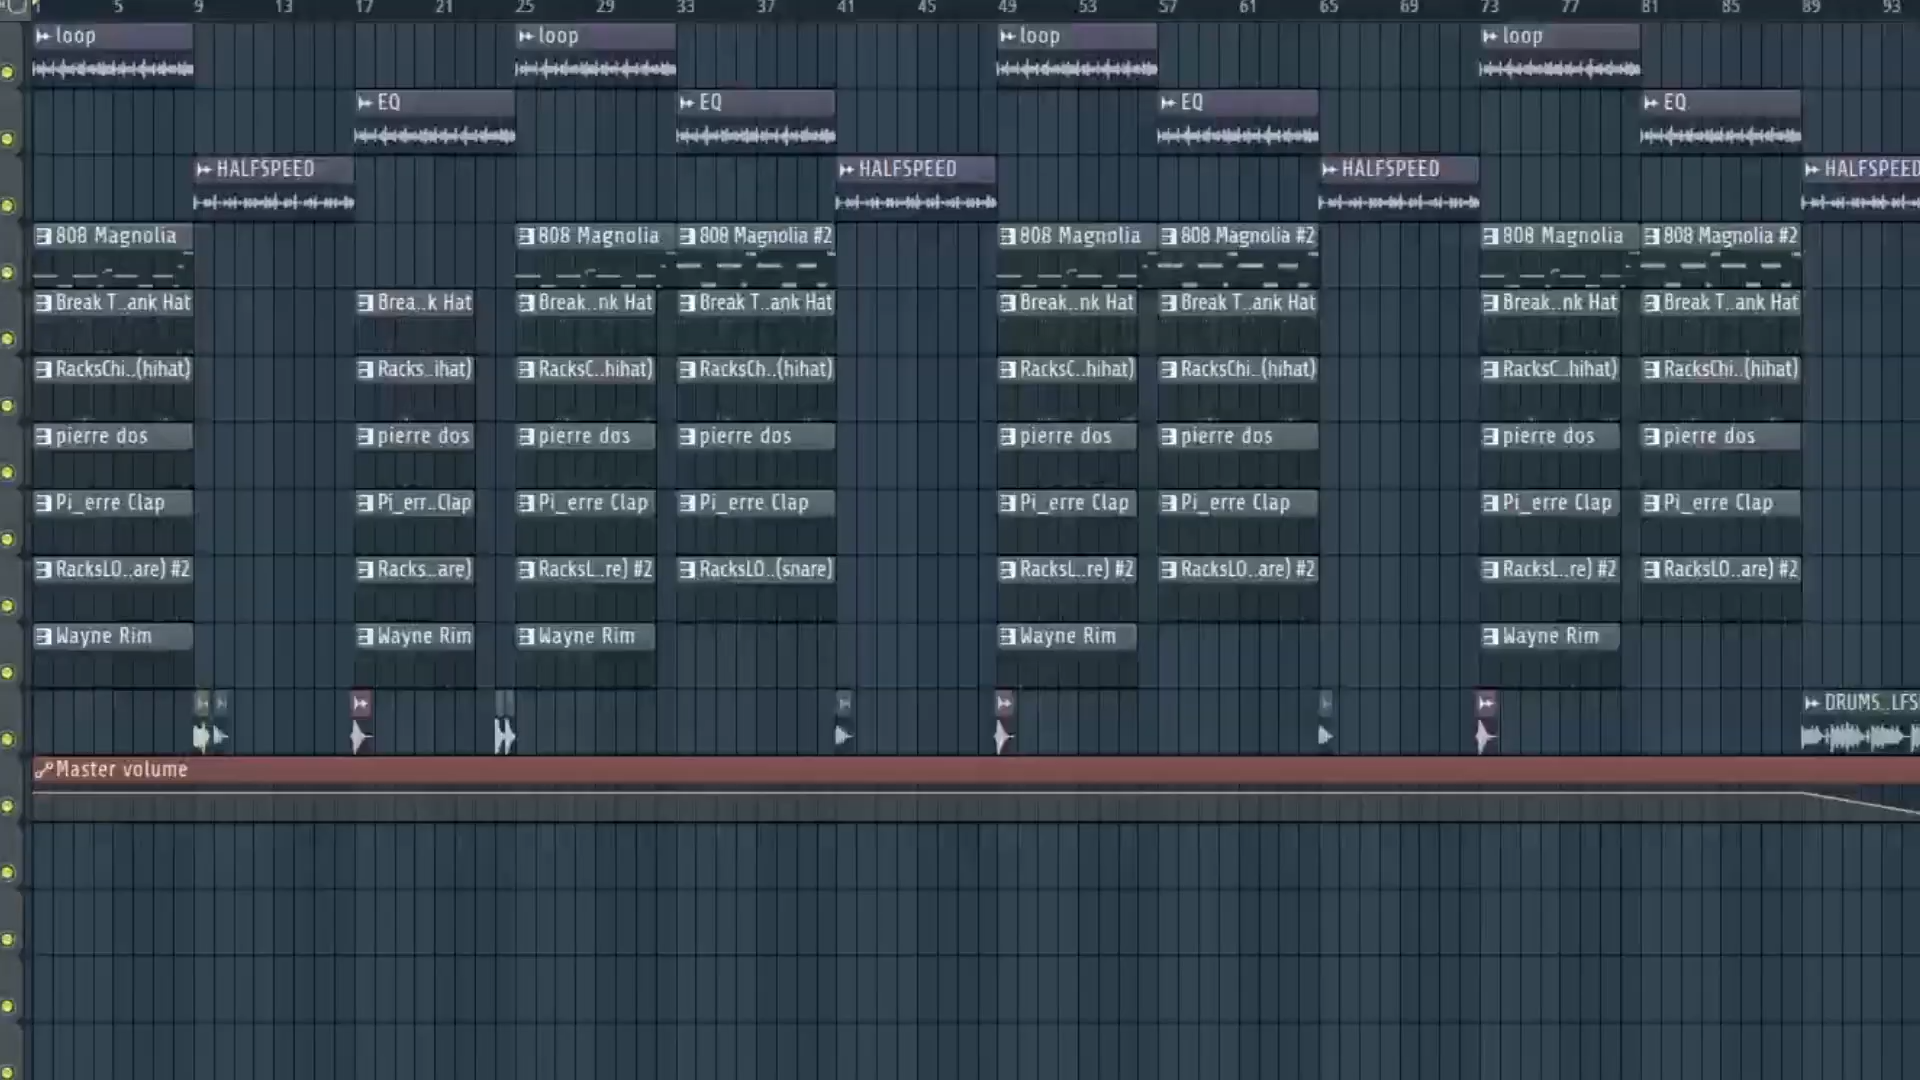 1 5 9 13 17 21 25 29 33 37 41 45 49 53 57 61 65 69 73 77 81 85 89 93
loop loop loop loop
EQ EQ EQ EQ
HALFSPEED HALFSPEED HALFSPEED HALFSPEED
808 Magnolia 808 Magnolia 808 Magnolia #2 808 Magnolia 808 Magnolia #2 808 Magnolia 808 Magnolia #2
Break T..ank Hat Brea..k Hat Break..nk Hat Break T..ank Hat Break..nk Hat Break T..ank Hat Break..nk Hat Break T..ank Hat
RacksChi..(hihat) Racks..ihat) RacksC..hihat) RacksCh..(hihat) RacksC..hihat) RacksChi..(hihat) RacksC..hihat) RacksChi..(hihat)
pierre dos pierre dos pierre dos pierre dos pierre dos pierre dos pierre dos pierre dos
Pi_erre Clap Pi_err..Clap Pi_erre Clap Pi_erre Clap Pi_erre Clap Pi_erre Clap Pi_erre Clap Pi_erre Clap
RacksLO..are) #2 Racks..are) RacksL..re) #2 RacksLO..(snare) RacksL..re) #2 RacksLO..are) #2 RacksL..re) #2 RacksLO..are) #2
Wayne Rim Wayne Rim Wayne Rim Wayne Rim Wayne Rim
DRUMS..LFS
Master volume